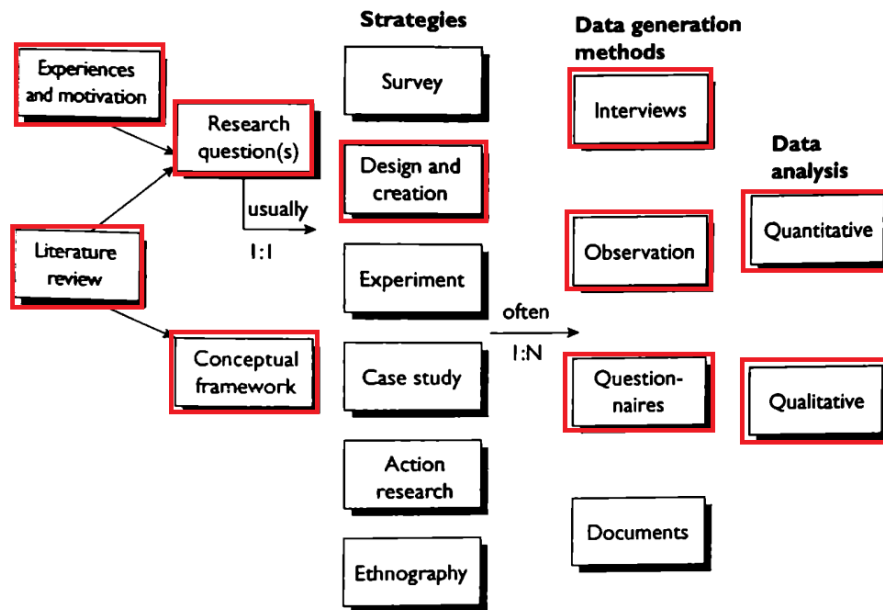 Strategies
Data generation
methods
Experiences
and motivation
Survey
Interviews
Research
question(s)
Data
analysis
Design and
creation
usually
1:1
Literature
review
Experiment
Observation
Quantitative
often
1:N
Conceptual
framework
Case study
Question-
naires
Qualitative
Action
research
Documents
Ethnography